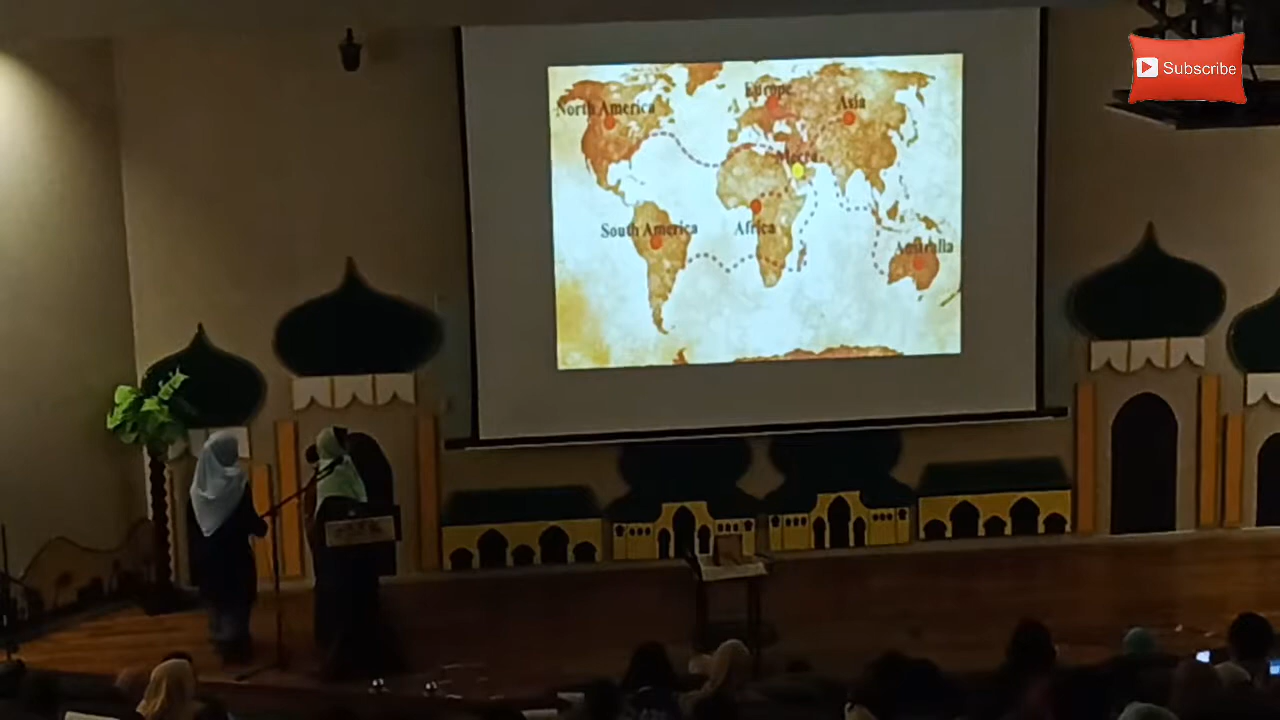 Subscribe
Europe
North America
Asia
Mecca
South America
Africa
Australia